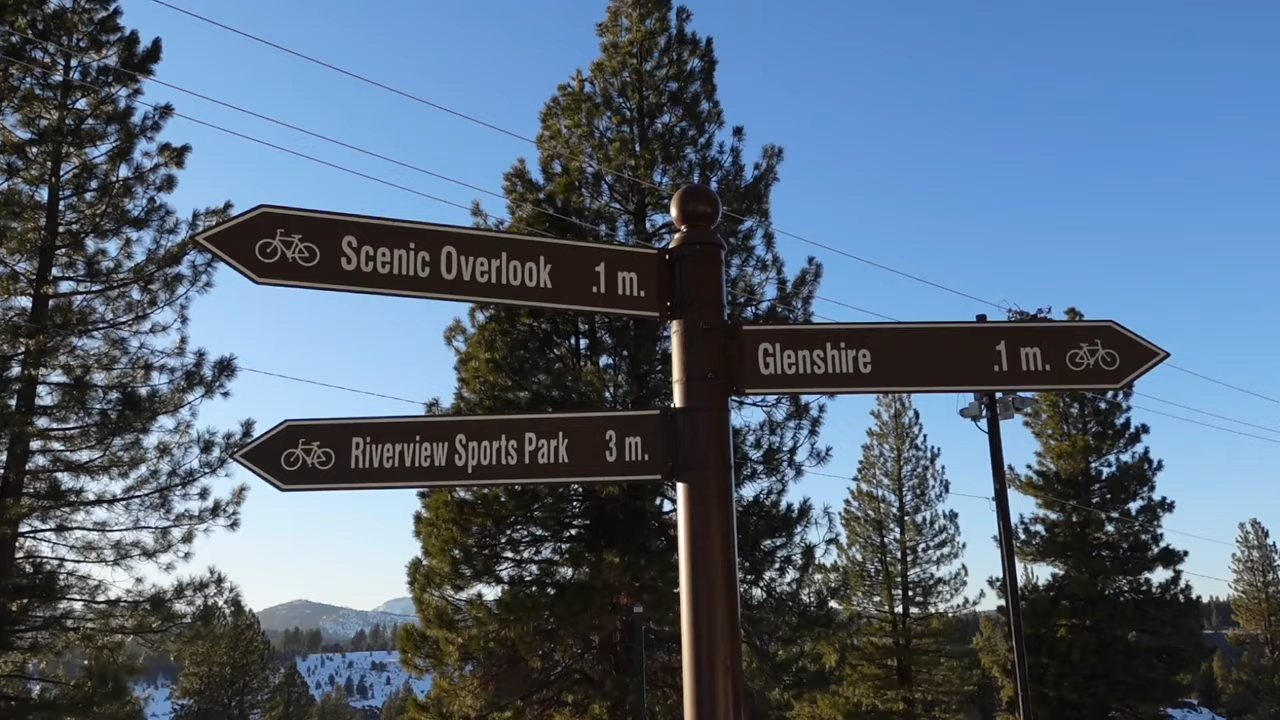 Scenic Overlook .1 m.
Glenshire .1 m.
Riverview Sports Park 3 m.